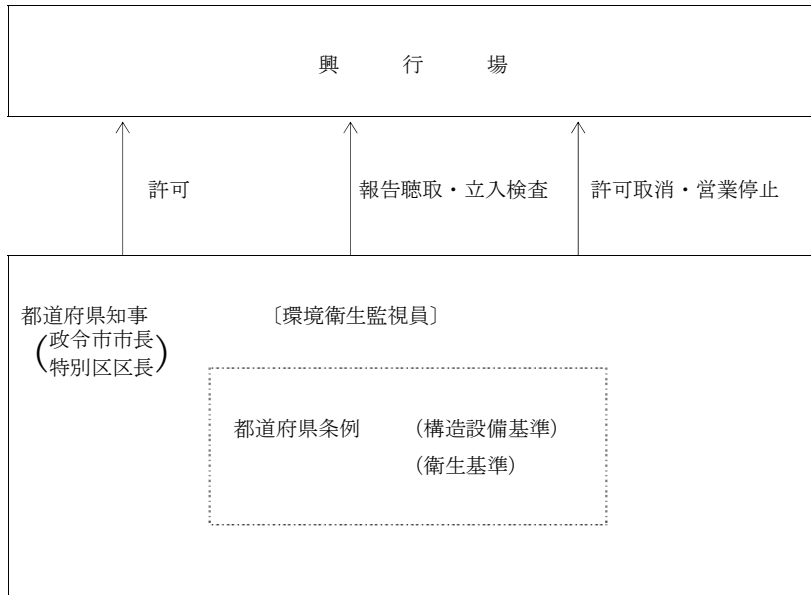 興行場
許可
報告聴取・立入検査
許可取消・営業停止
都道府県知事
〔環境衛生監視員〕
(政令市市長
特別区区長)
都道府県条例
(構造設備基準)
(衛生基準)